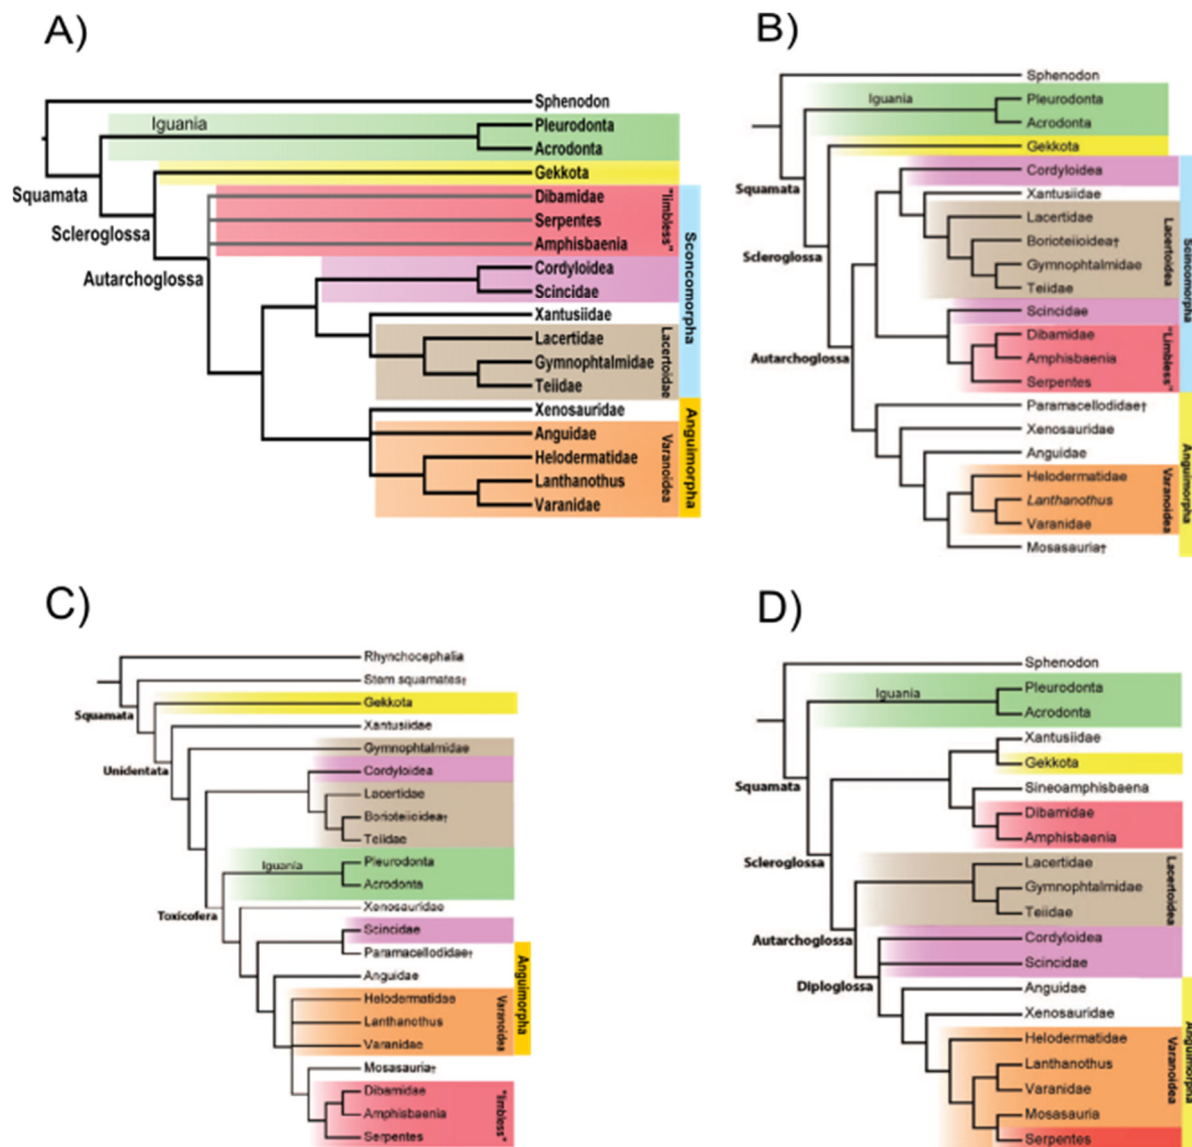 A)
Sphenodon
Iguania
Pleurodonta
Acrodonta
Gekkota
Squamata
Dibamidae
"limbless"
Serpentes
Scleroglossa
Amphisbaenia
Autarchoglossa
Cordyloidea
Scincidae
Sconcomorpha
Xantusiidae
Lacertidae
Gymnophtalmidae
Teiidae
Lacertoidae
Xenosauridae
Anguidae
Helodermatidae
Lanthanothus
Varanidae
Varanoidea
Anguimorpha
B)
Sphenodon
Iguania
Pleurodonta
Acrodonta
Gekkota
Cordyloidea
Squamata
Xantusiidae
Lacertidae
Borioteiioidea†
Scleroglossa
Gymnophtalmidae
Teiidae
Lacertoidea
Scincomorpha
Scincidae
Dibamidae
Autarchoglossa
Amphisbaenia
Serpentes
"Limbless"
Paramacellodidae†
Xenosauridae
Anguidae
Helodermatidae
Lanthanothus
Varanidae
Varanoidea
Mosasauria†
Anguimorpha
C)
Rhynchocephalia
Stem squamates†
Squamata
Gekkota
Xantusiidae
Gymnophtalmidae
Unidentata
Cordyloidea
Lacertidae
Borioteiioidea†
Teiidae
Iguania
Pleurodonta
Acrodonta
Toxicofera
Xenosauridae
Scincidae
Paramacellodidae†
Anguidae
Helodermatidae
Lanthanothus
Varanidae
Varanoidea
Anguimorpha
Mosasauria†
Dibamidae
Amphisbaenia
Serpentes
"limbless"
D)
Sphenodon
Iguania
Pleurodonta
Acrodonta
Xantusiidae
Gekkota
Squamata
Sineoamphisbaena
Dibamidae
Amphisbaenia
Scleroglossa
Lacertidae
Gymnophtalmidae
Teiidae
Lacertoidea
Autarchoglossa
Cordyloidea
Scincidae
Diploglossa
Anguidae
Xenosauridae
Helodermatidae
Lanthanothus
Varanidae
Mosasauria
Serpentes
Varanoidea
Anguimorpha